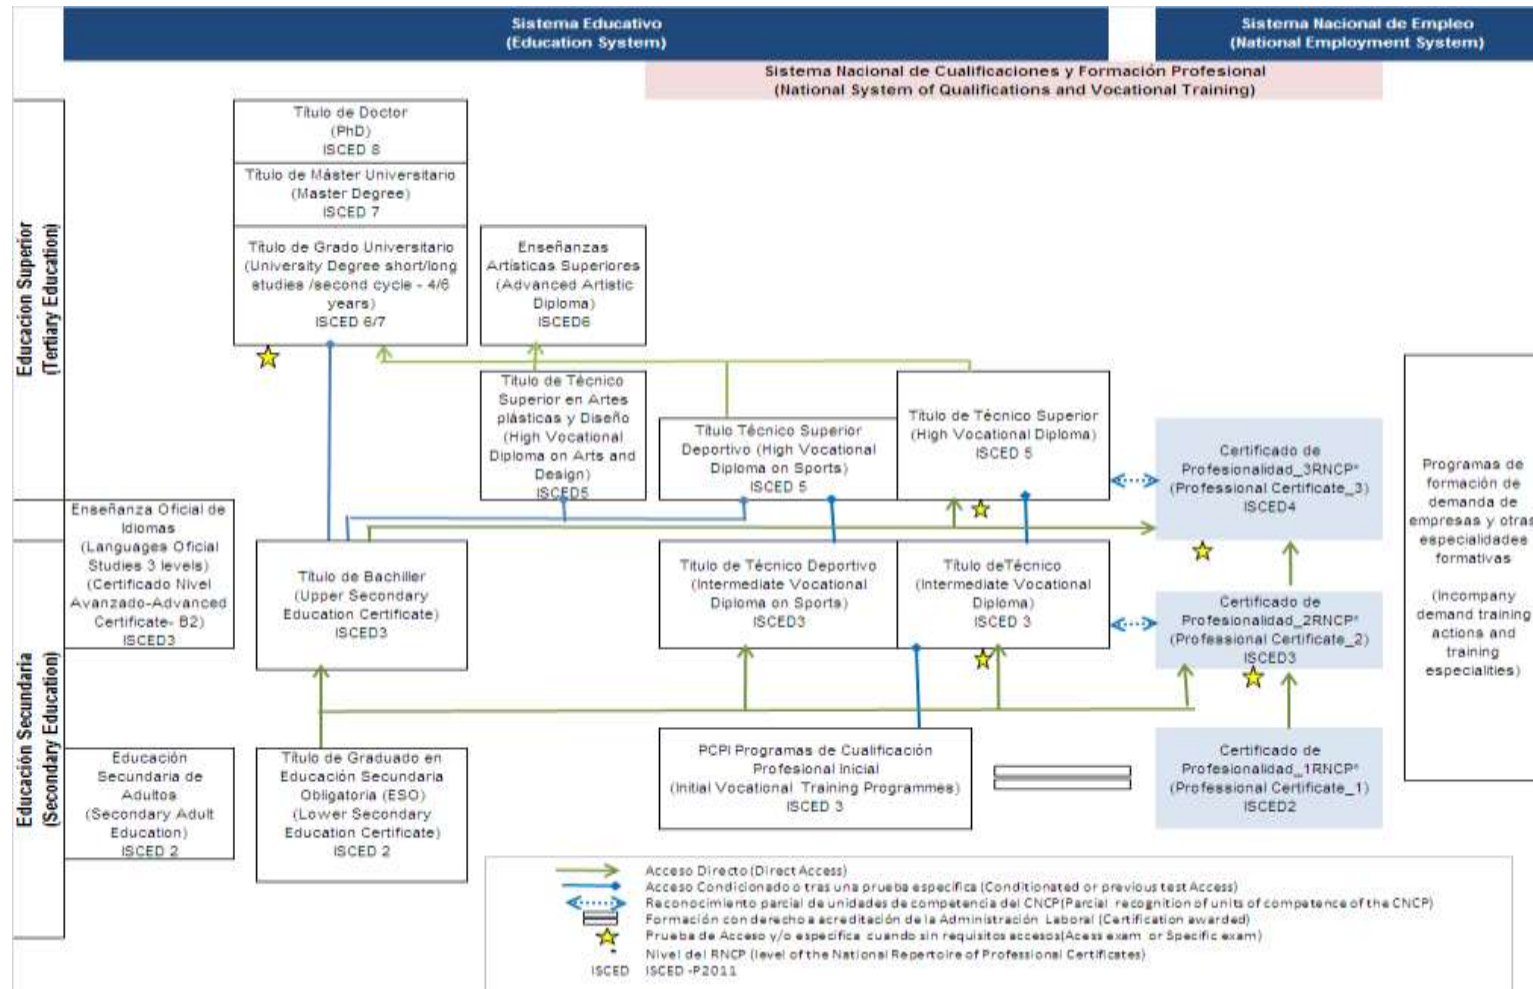 Sistema Educativo
(Education System)
Sistema Nacional de Empleo
(National Employment System)
Sistema Nacional de Cualificaciones y Formación Profesional
(National System of Qualifications and Vocational Training)
Educacion Superior
(Tertiary Education)
Título de Doctor
(PhD)
ISCED 8
Título de Máster Universitario
(Master Degree)
ISCED 7
Título de Grado Universitario
(University Degree short/long
studies /second cycle - 4/6
years)
ISCED 6/7
Enseñanzas
Artísticas Superiores
(Advanced Artistic
Diploma)
ISCED6
Título de Técnico
Superior en Artes
plásticas y Diseño
(High Vocational
Diploma on Arts and
Design)
ISCED5
Título Técnico Superior
Deportivo (High Vocational
Diploma on Sports)
ISCED 5
Título de Técnico Superior
(High Vocational Diploma)
ISCED 5
Certificado de
Profesionalidad_3RNCP*
(Professional Certificate_3)
ISCED4
Programas de
formación de
demanda de
empresas y otras
especialidades
formativas
(Incompany
demand training
actions and
training
especialities)
Educación Secundaria
(Secondary Education)
Enseñanza Oficial de
Idiomas
(Languages Oficial
Studies 3 levels)
(Certificado Nivel
Avanzado-Advanced
Certificate- B2)
ISCED3
Título de Bachiller
(Upper Secondary
Education Certificate)
ISCED3
Título de Técnico Deportivo
(Intermediate Vocational
Diploma on Sports)
ISCED3
Título deTécnico
(Intermediate Vocational
Diploma)
ISCED 3
Certificado de
Profesionalidad_2RNCP*
(Professional Certificate_2)
ISCED3
Educación
Secundaria de
Adultos
(Secondary Adult
Education)
ISCED 2
Título de Graduado en
Educación Secundaria
Obligatoria (ESO)
(Lower Secondary
Education Certificate)
ISCED 2
PCPI Programas de Cualificación
Profesional Inicial
(Initial Vocational Training Programmes)
ISCED 3
Certificado de
Profesionalidad_1RNCP*
(Professional Certificate_1)
ISCED2
Acceso Directo (Direct Access)
Acceso Condicionado o tras una prueba específica (Conditionated or previous test Access)
Reconocimiento parcial de unidades de competencia del CNCP(Parcial recognition of units of competence of the CNCP)
Formación con derecho a acreditación de la Administración Laboral (Certification awarded)
Prueba de Acceso y/o específica cuando sin requisitos accesos(Acess exam or Specific exam)
* Nivel del RNCP (level of the National Repertoire of Professional Certificates)
ISCED ISCED -P2011